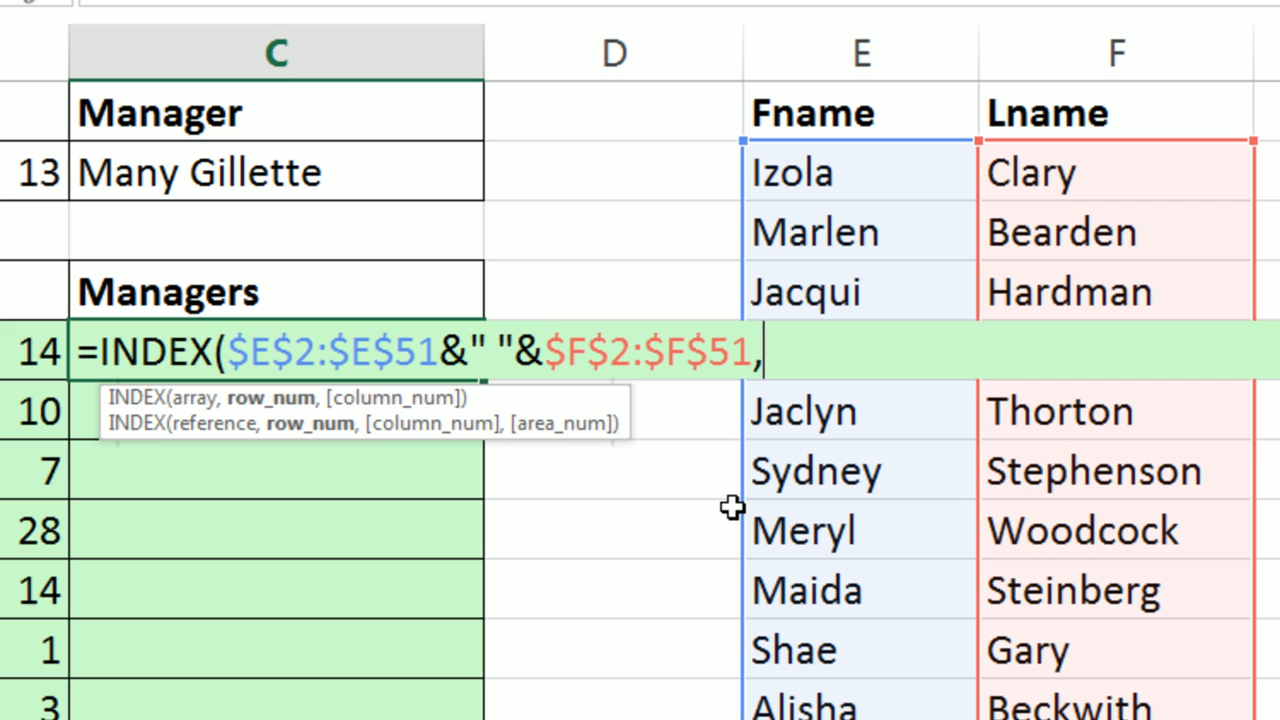 C D E F
Manager Fname Lname
13 Many Gillette Izola Clary
Marlen Bearden
Managers Jacqui Hardman
14 =INDEX($E$2:$E$51&" "&$F$2:$F$51,
INDEX(array, row_num, [column_num])
10 Jaclyn Thorton
INDEX(reference, row_num, [column_num], [area_num])
7 Sydney Stephenson
28 Meryl Woodcock
14 Maida Steinberg
1 Shae Gary
3 Alisha Beckwith